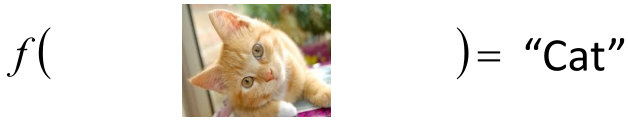 f( ) = “Cat”